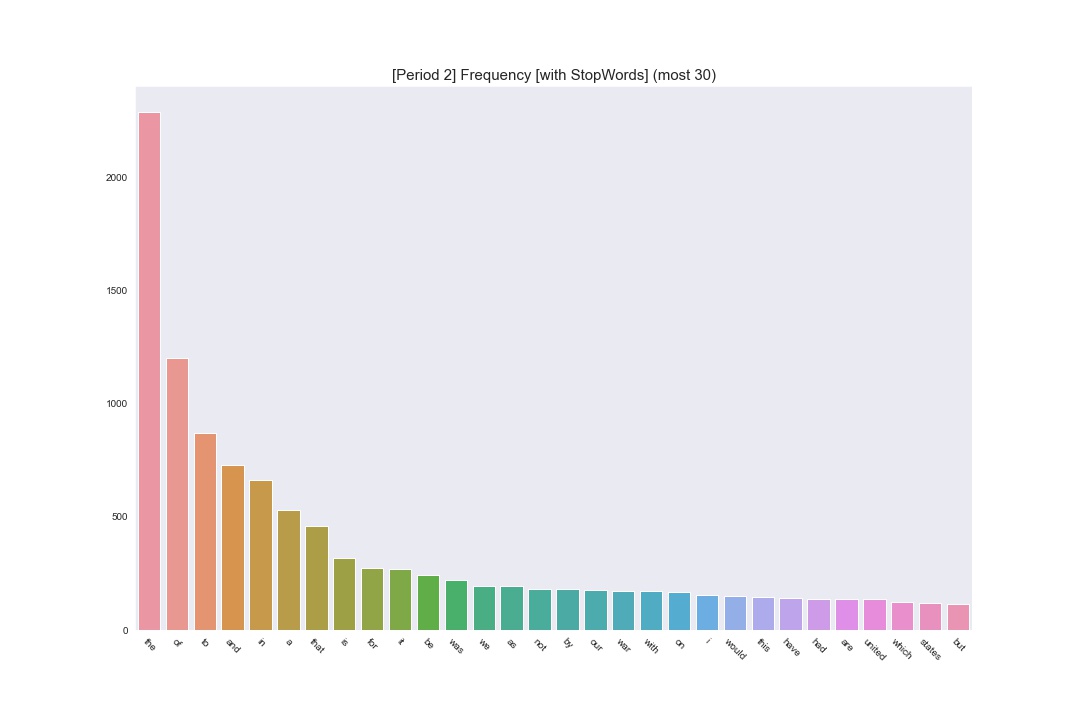 [Period 2] Frequency [with StopWords] (most 30)
2000
1500
1000
500
0
the of to and in a that is for it be was we as not by our war with on i would this have had are united which states but